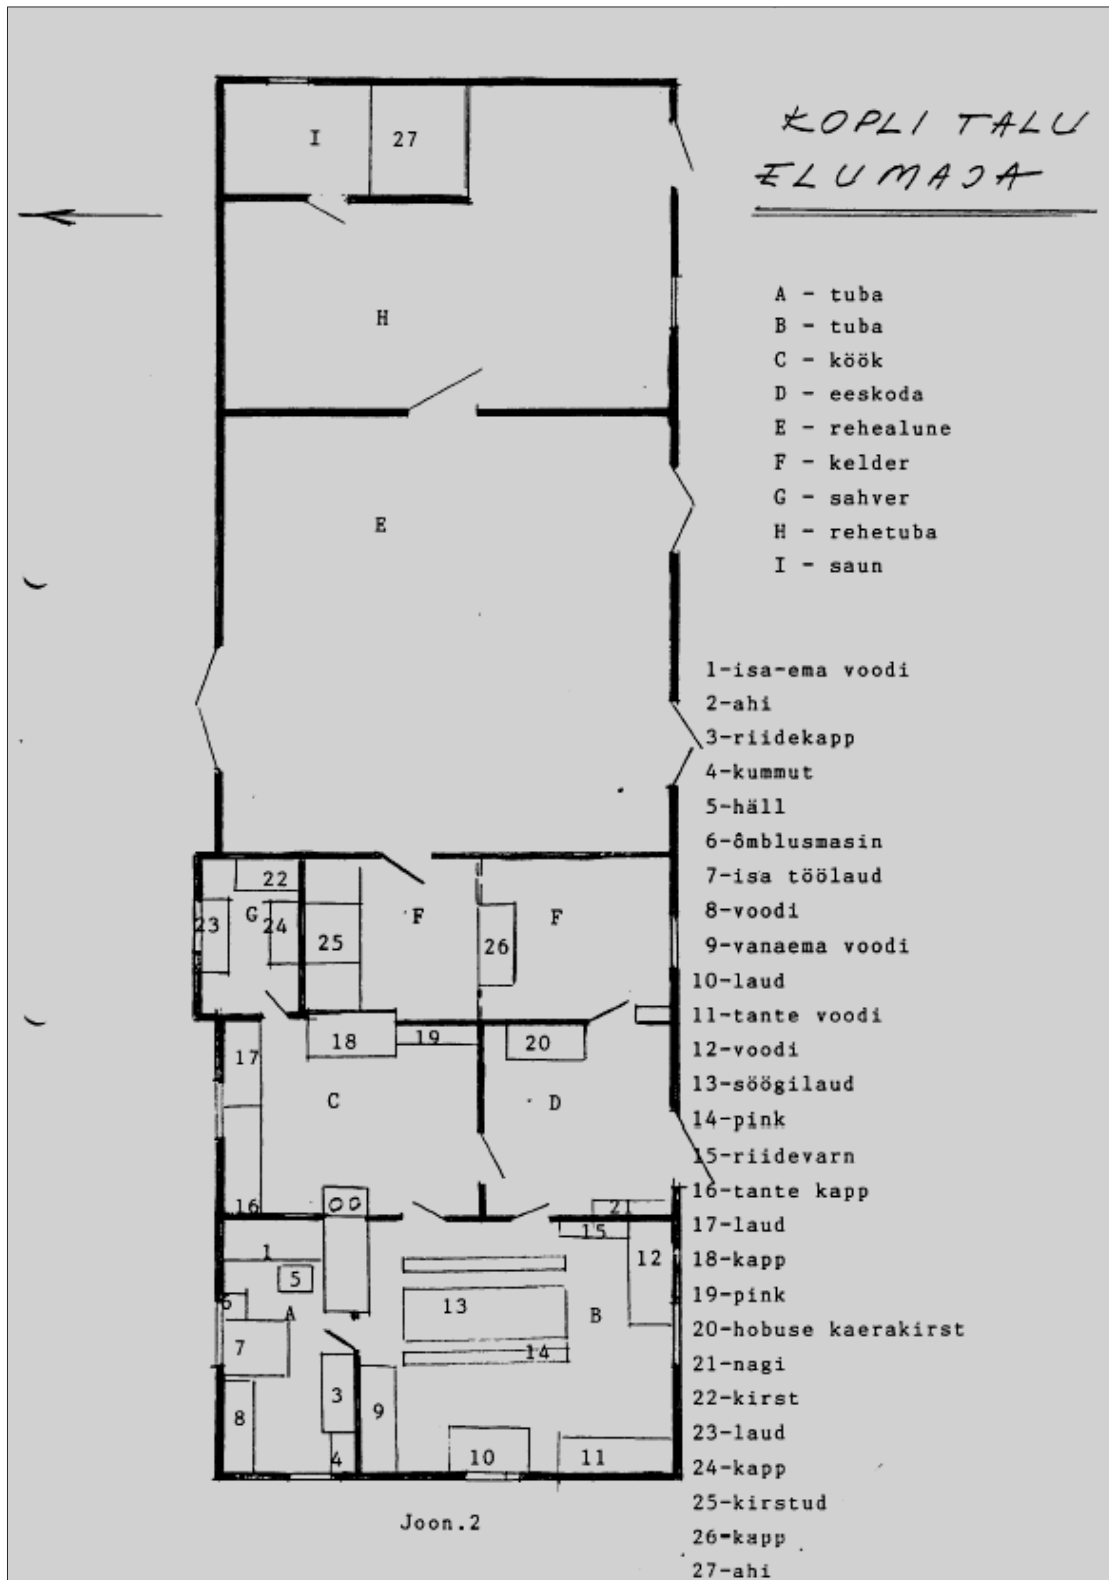 KOPLI TALU
ELUMAJA
A - tuba
B - tuba
C - köök
D - eeskoda
E - rehealune
F - kelder
G - sahver
H - rehetuba
I - saun
1-isa-ema voodi
2-ahi
3-riidekapp
4-kummut
5-häll
6-õmblusmasin
7-isa töölaud
8-voodi
9-vanaema voodi
10-laud
11-tante voodi
12-voodi
13-söögilaud
14-pink
15-riidevarn
16-tante kapp
17-laud
18-kapp
19-pink
20-hobuse kaerakirst
21-nagi
22-kirst
23-laud
24-kapp
25-kirstud
26-kapp
27-ahi
I
27
H
E
22
G
23
24
25
F
26
F
17
18
19
20
C
D
16
21
15
1
12
5
6
A
13
B
7
14
3
8
9
4
10
11
Joon.2